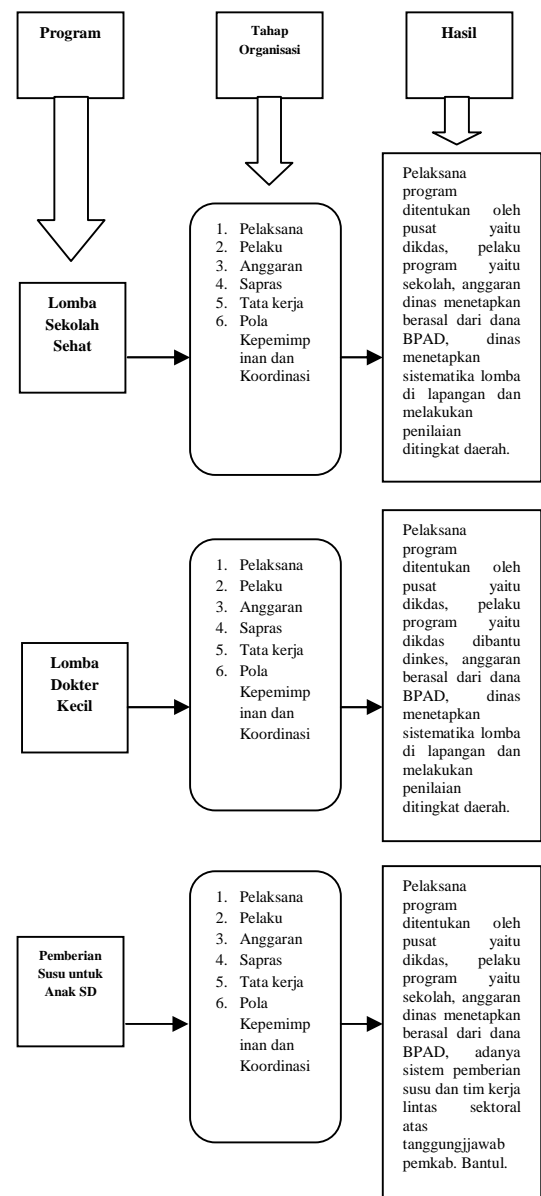 Program
Tahap
Organisasi
Hasil
Lomba
Sekolah
Sehat
1. Pelaksana
2. Pelaku
3. Anggaran
4. Sapras
5. Tata kerja
6. Pola
Kepemimp
inan dan
Koordinasi
Pelaksana
program
ditentukan oleh
pusat yaitu
dikdas, pelaku
program yaitu
sekolah, anggaran
dinas menetapkan
berasal dari dana
BPAD, dinas
menetapkan
sistematika lomba
di lapangan dan
melakukan
penilaian
ditingkat daerah.
Lomba
Dokter
Kecil
1. Pelaksana
2. Pelaku
3. Anggaran
4. Sapras
5. Tata kerja
6. Pola
Kepemimp
inan dan
Koordinasi
Pelaksana
program
ditentukan oleh
pusat yaitu
dikdas, pelaku
program yaitu
dikdas dibantu
dinkes, anggaran
berasal dari dana
BPAD, dinas
menetapkan
sistematika lomba
di lapangan dan
melakukan
penilaian
ditingkat daerah.
Pemberian
Susu untuk
Anak SD
1. Pelaksana
2. Pelaku
3. Anggaran
4. Sapras
5. Tata kerja
6. Pola
Kepemimp
inan dan
Koordinasi
Pelaksana
program
ditentukan oleh
pusat yaitu
dikdas, pelaku
program yaitu
sekolah, anggaran
dinas menetapkan
berasal dari dana
BPAD, adanya
sistem pemberian
susu dan tim kerja
lintas sektoral
atas
tanggungjjawab
pemkab. Bantul.